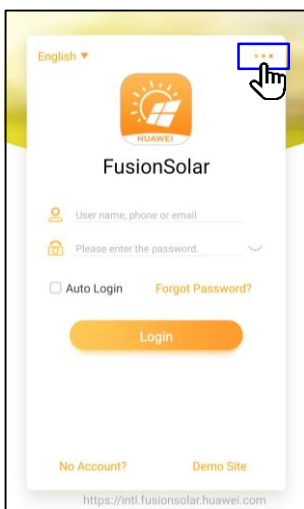 English ▼
HUAWEI
FusionSolar
User name, phone or email
Please enter the password.
Auto Login Forgot Password?
Login
No Account? Demo Site
https://intl.fusionsolar.huawei.com